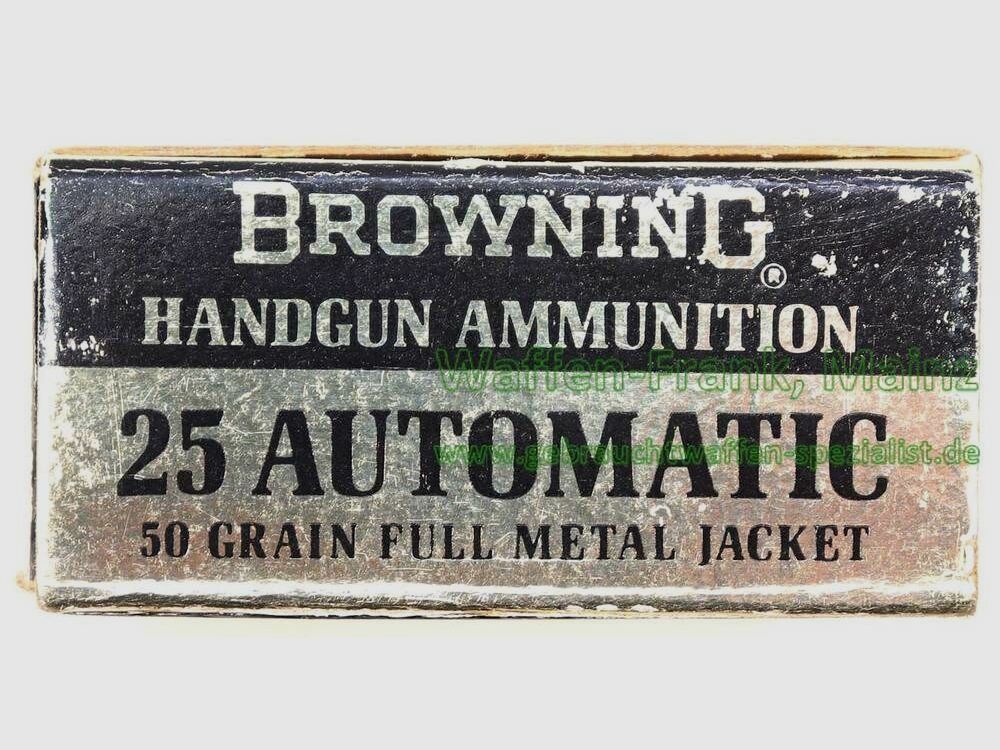 BROWNING®
HANDGUN AMMUNITION
Waffen-Frank, Mainz
25 AUTOMATIC
www.gebrauchtwaffen-spezialist.de
50 GRAIN FULL METAL JACKET